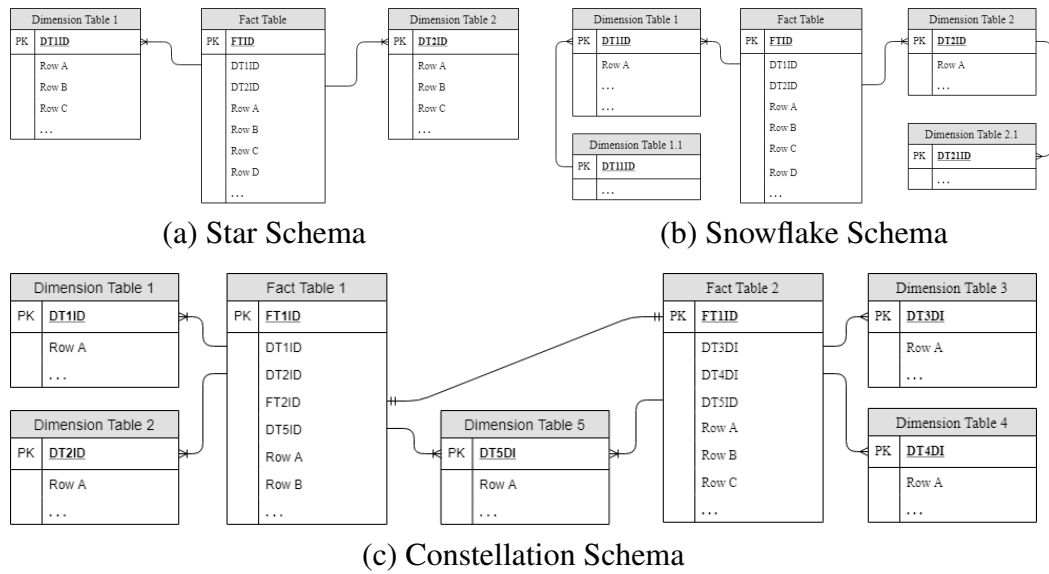 Dimension Table 1
PK DT1ID
Row A
Row B
Row C
...
Fact Table
PK FTID
DT1ID
DT2ID
Row A
Row B
Row C
Row D
...
Dimension Table 2
PK DT2ID
Row A
Row B
Row C
...
(a) Star Schema
Dimension Table 1
PK DT1ID
Row A
...
...
Dimension Table 1.1
PK DT11ID
...
Fact Table
PK FTID
DT1ID
DT2ID
Row A
Row B
Row C
Row D
...
Dimension Table 2
PK DT2ID
Row A
...
Dimension Table 2.1
PK DT21ID
...
(b) Snowflake Schema
Dimension Table 1
PK DT1ID
Row A
...
Dimension Table 2
PK DT2ID
Row A
...
Fact Table 1
PK FT1ID
DT1ID
DT2ID
FT2ID
DT5ID
Row A
Row B
...
Dimension Table 5
PK DT5DI
Row A
...
Fact Table 2
PK FT1ID
DT3DI
DT4DI
DT5ID
Row A
Row B
Row C
...
Dimension Table 3
PK DT3DI
Row A
...
Dimension Table 4
PK DT4DI
Row A
...
(c) Constellation Schema